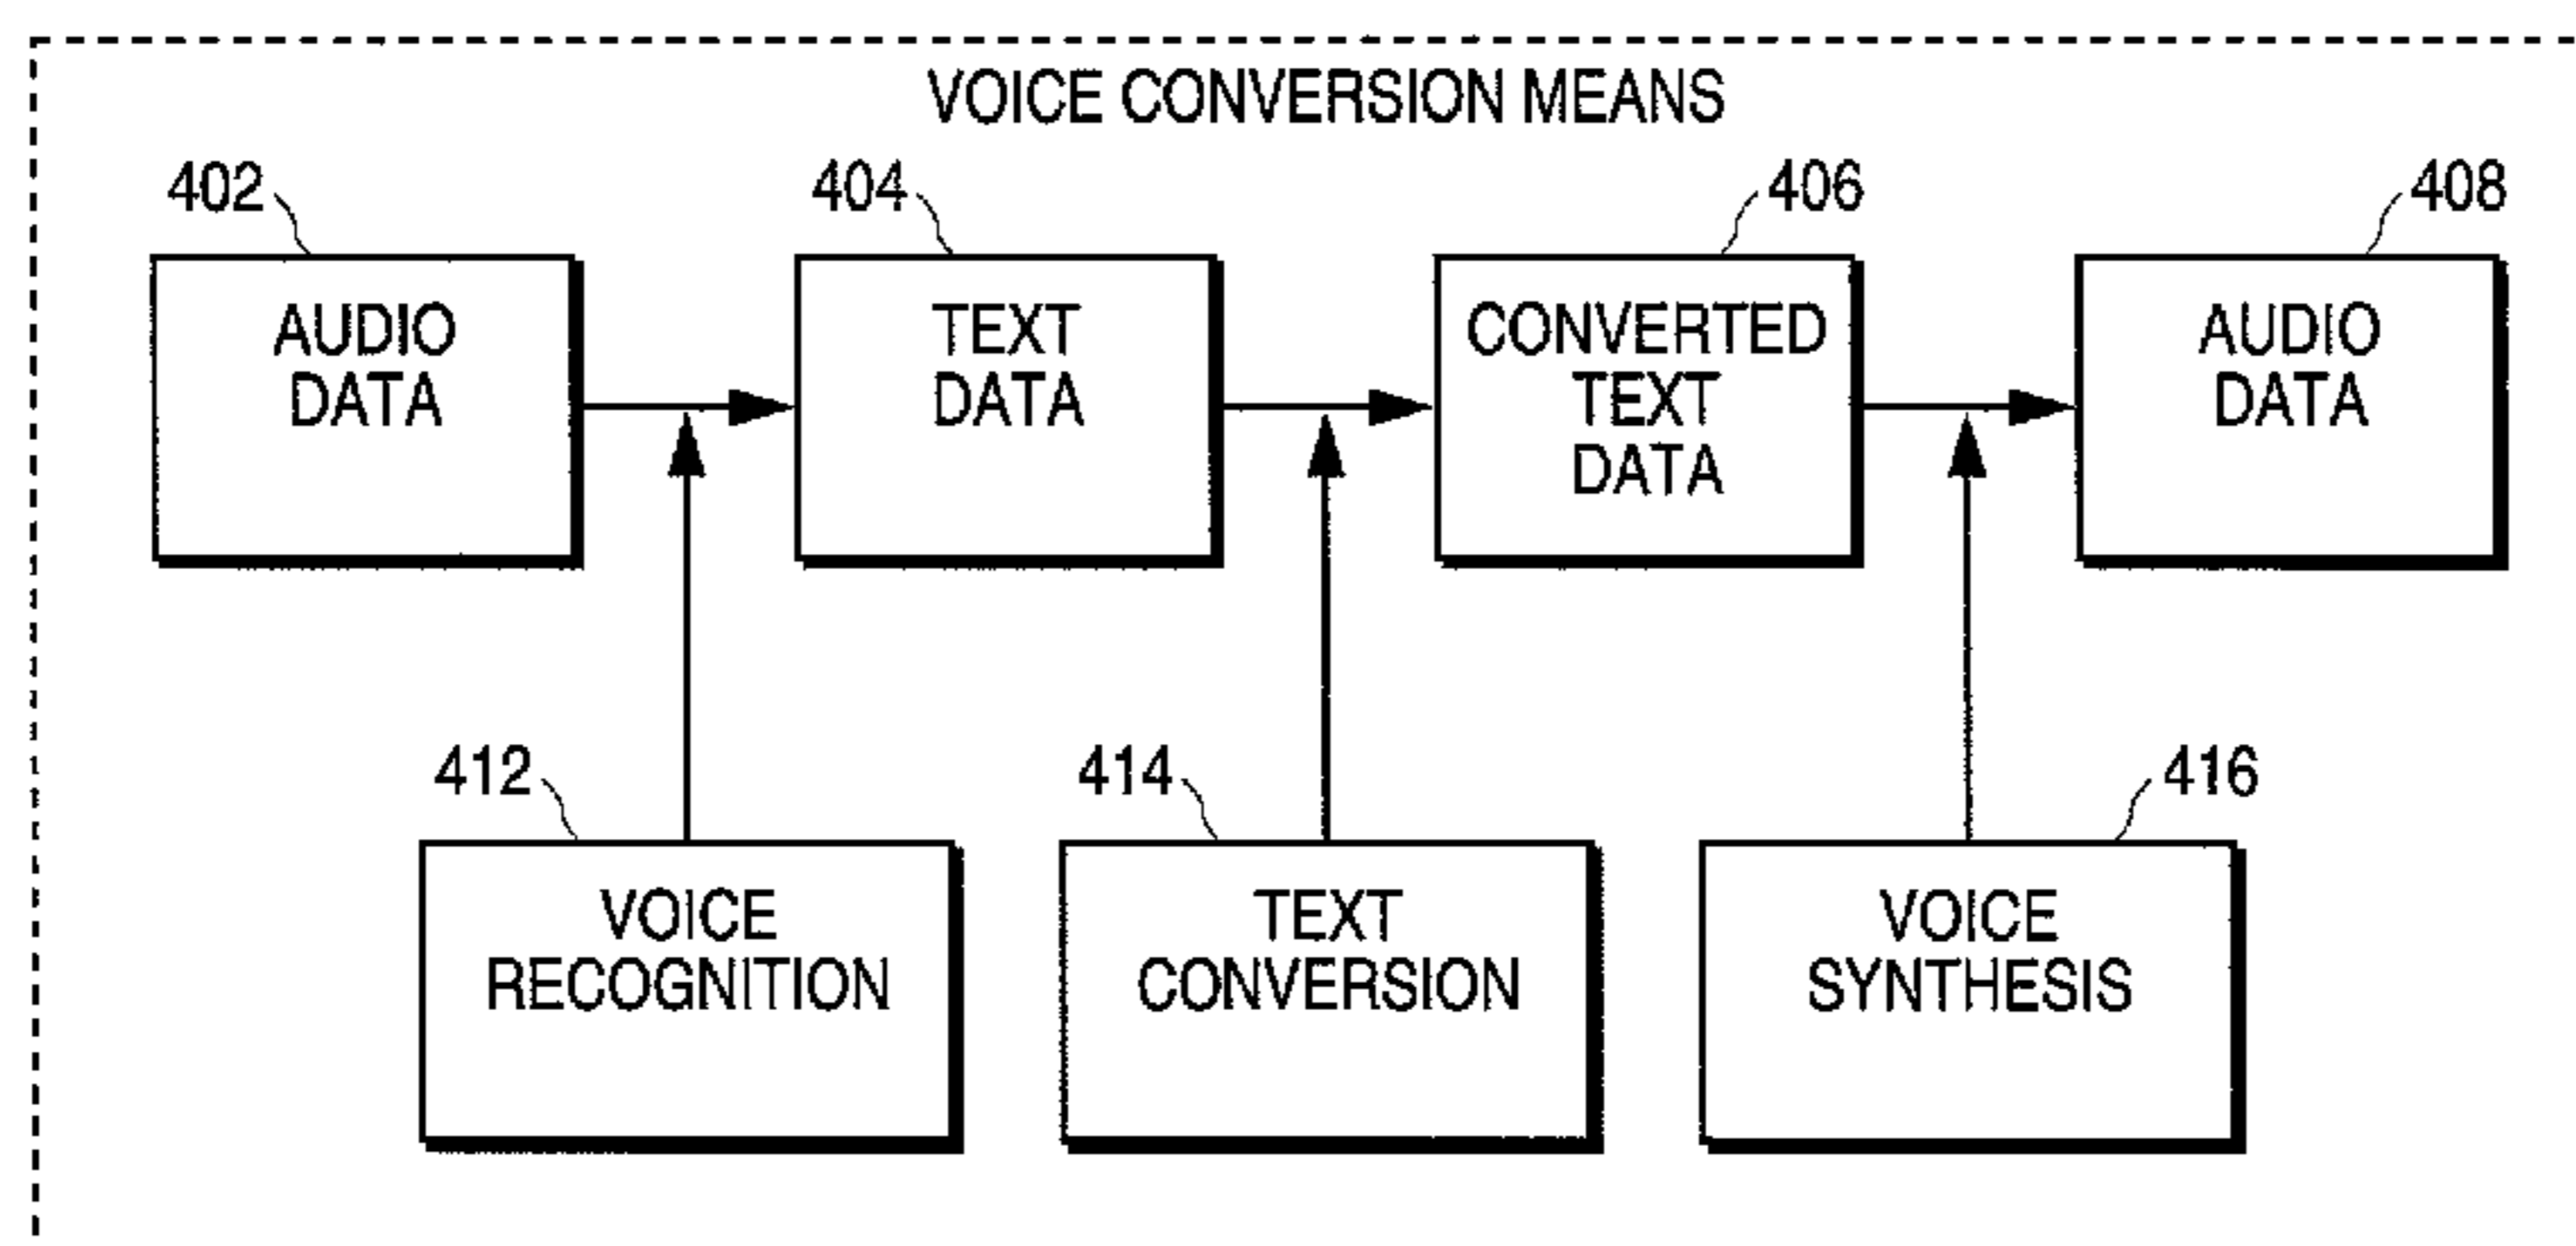 VOICE CONVERSION MEANS
402
404
406
408
AUDIO
DATA
TEXT
DATA
CONVERTED
TEXT
DATA
AUDIO
DATA
412
414
416
VOICE
RECOGNITION
TEXT
CONVERSION
VOICE
SYNTHESIS